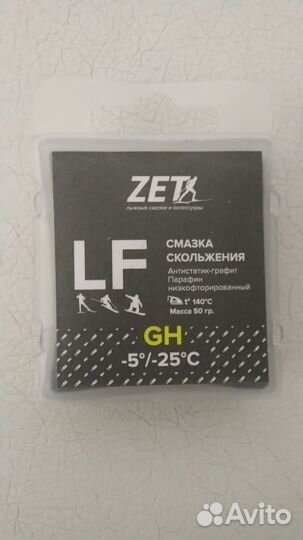 ZET
лыжные смазки и аксессуары
LF
СМАЗКА
СКОЛЬЖЕНИЯ
Антистатик-графит
Парафин
низкофторированный
t° 140°C
Масса 50 гр.
GH
-5°/-25°C
Avito